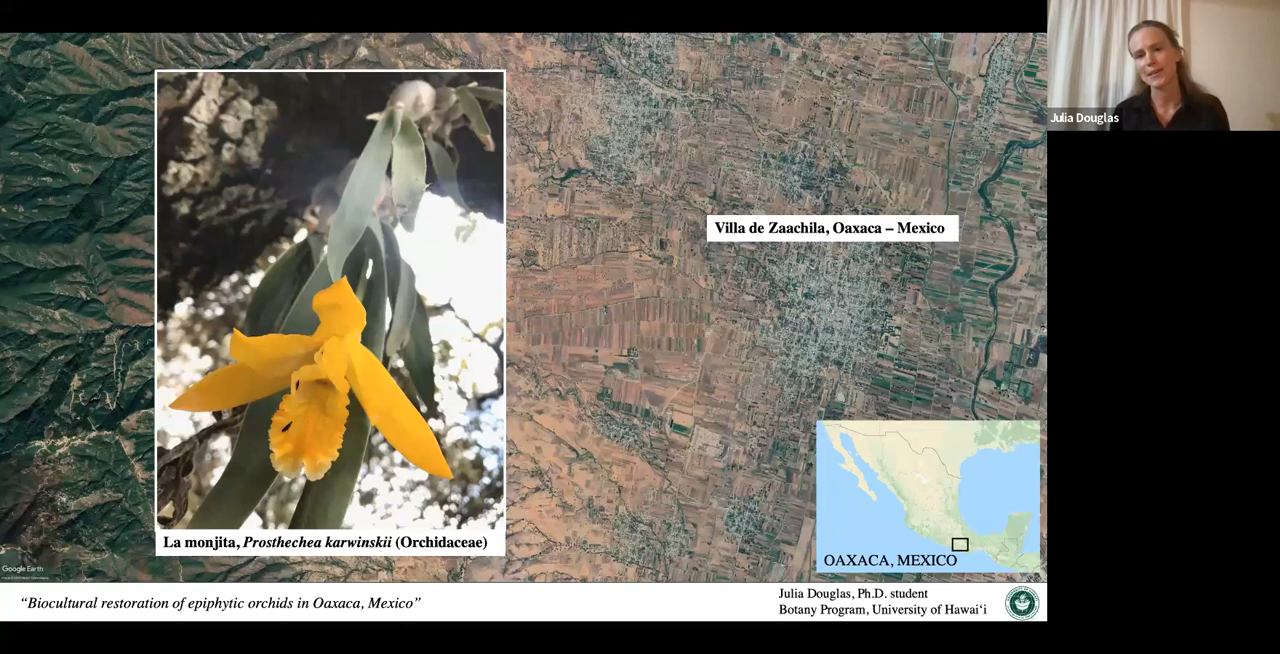 Julia Douglas
Villa de Zaachila, Oaxaca – Mexico
La monjita, Prosthechea karwinskii (Orchidaceae)
OAXACA, MEXICO
Google Earth
“Biocultural restoration of epiphytic orchids in Oaxaca, Mexico”
Julia Douglas, Ph.D. student
Botany Program, University of Hawaiʻi